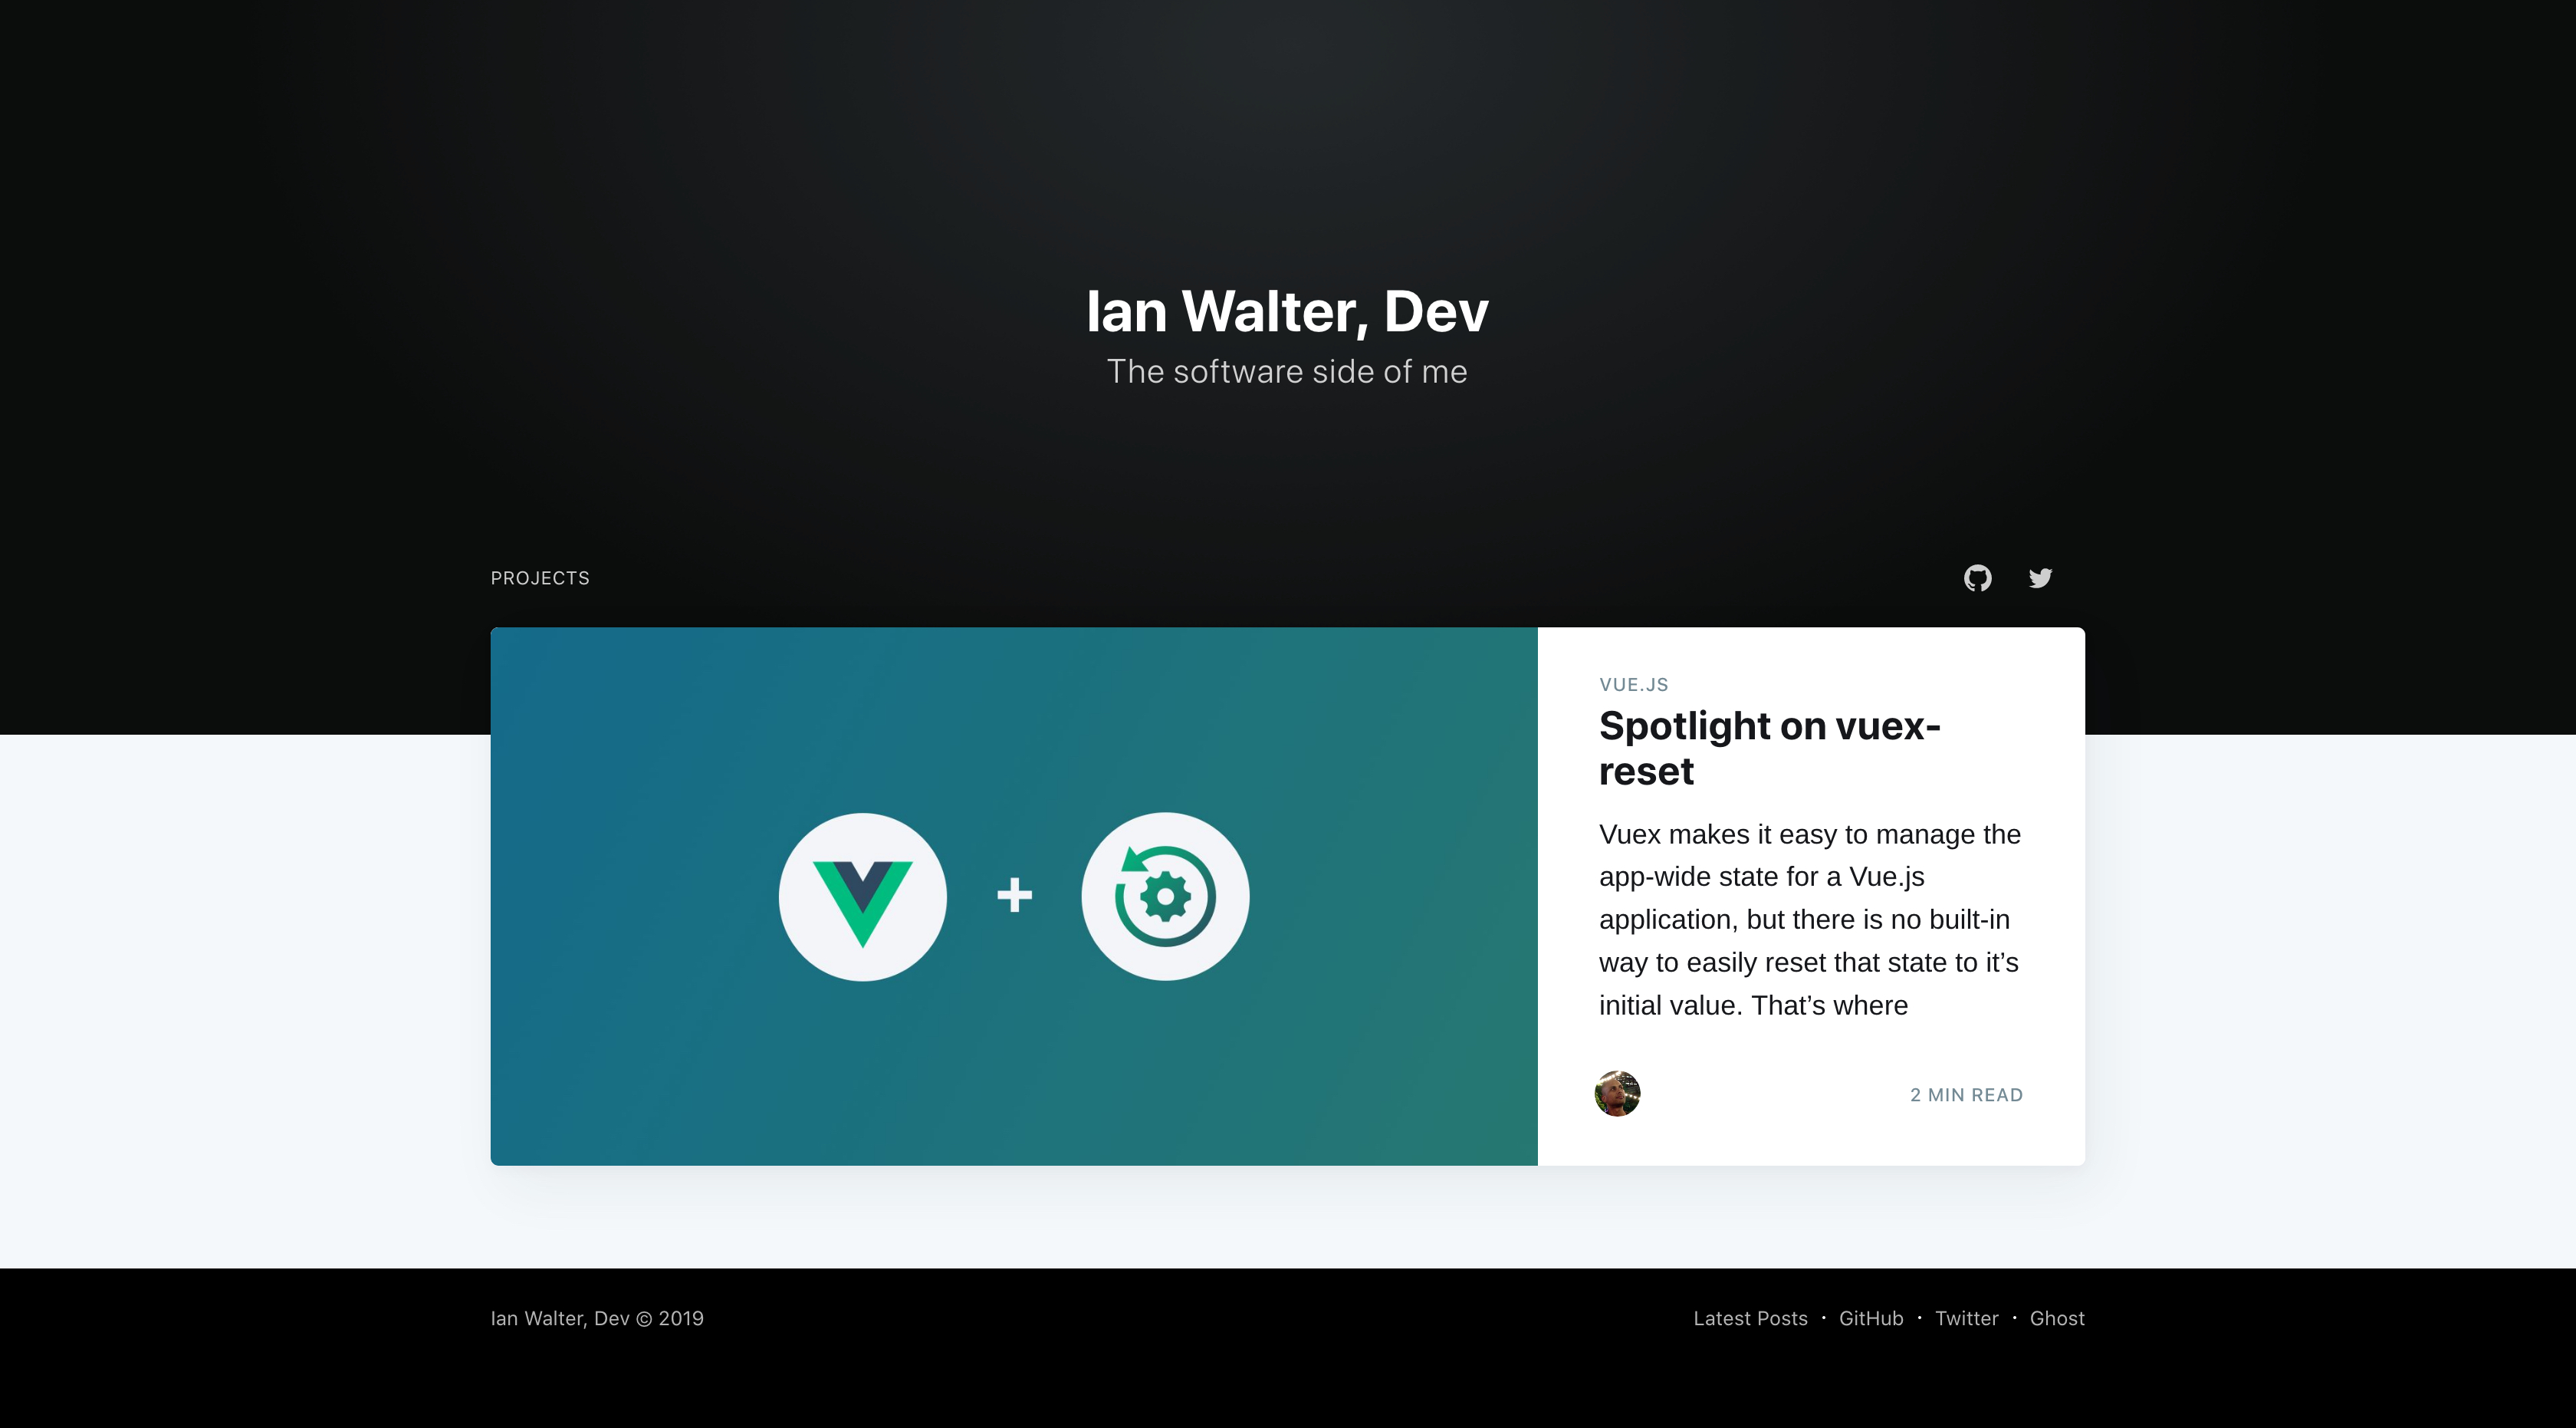 Ian Walter, Dev
The software side of me
PROJECTS
VUE.JS
Spotlight on vuex-
reset
Vuex makes it easy to manage the
app-wide state for a Vue.js
application, but there is no built-in
way to easily reset that state to it’s
initial value. That’s where
2 MIN READ
Ian Walter, Dev © 2019
Latest Posts · GitHub · Twitter · Ghost